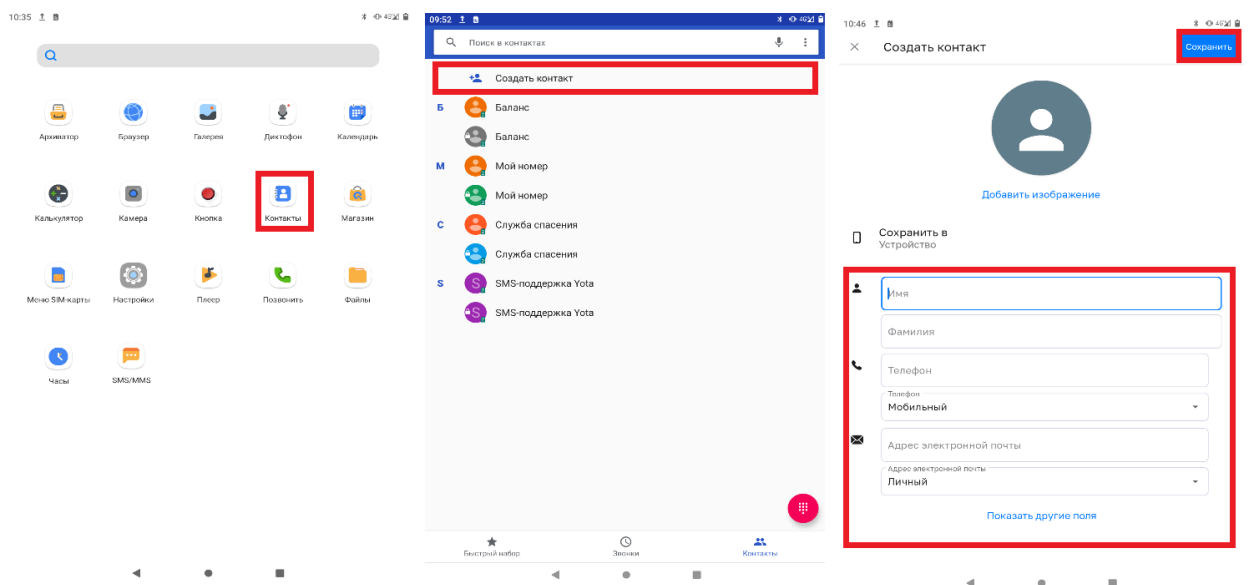 10:35
Архиватор Браузер Галерея Диктофон Календарь
Калькулятор Камера Кнопка Контакты Магазин
Меню SIM-карты Настройки Плеер Позвонить Файлы
Часы SMS/MMS
09:52
Поиск в контактах
Создать контакт
Б Баланс
Баланс
М Мой номер
Мой номер
С Служба спасения
Служба спасения
S S SMS-поддержка Yota
S SMS-поддержка Yota
Быстрый набор Звонки Контакты
10:46
Создать контакт Сохранить
Добавить изображение
Сохранить в
Устройство
Имя
Фамилия
Телефон
Телефон
Мобильный
Адрес электронной почты
Адрес электронной почты
Личный
Показать другие поля